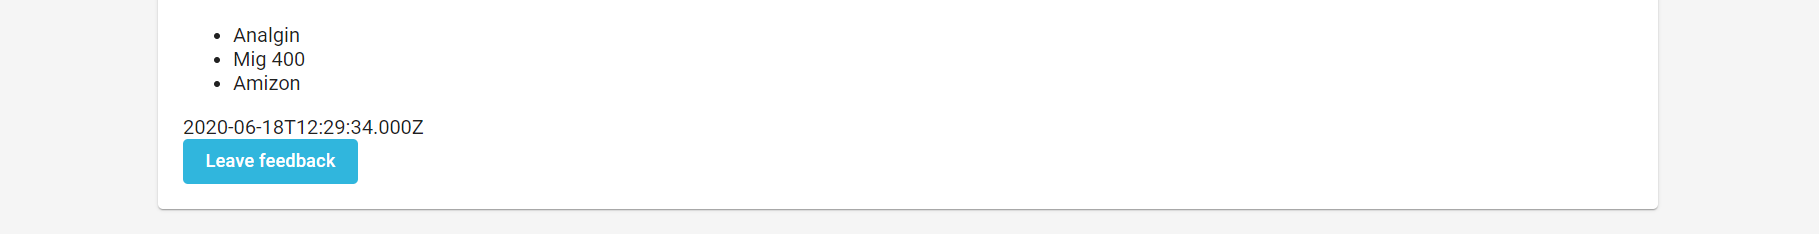 Analgin
Mig 400
Amizon
2020-06-18T12:29:34.000Z
Leave feedback